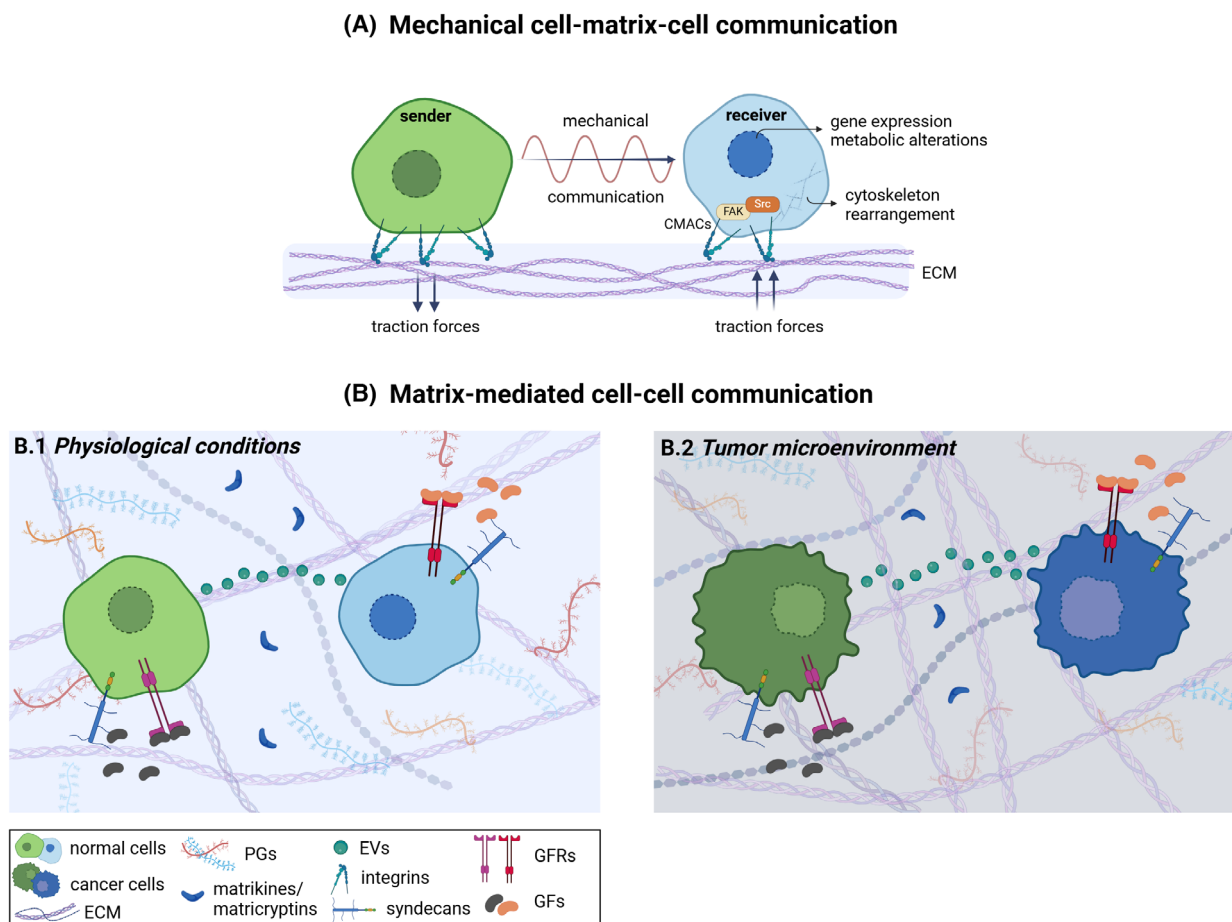 (A) Mechanical cell-matrix-cell communication
sender
mechanical
communication
receiver
gene expression
metabolic alterations
FAK
Src
CMACs
cytoskeleton
rearrangement
ECM
traction forces
traction forces
(B) Matrix-mediated cell-cell communication
B.1 Physiological conditions
B.2 Tumor microenvironment
normal cells
PGs
EVs
GFRs
cancer cells
matrikines/
matricryptins
integrins
ECM
syndecans
GFs